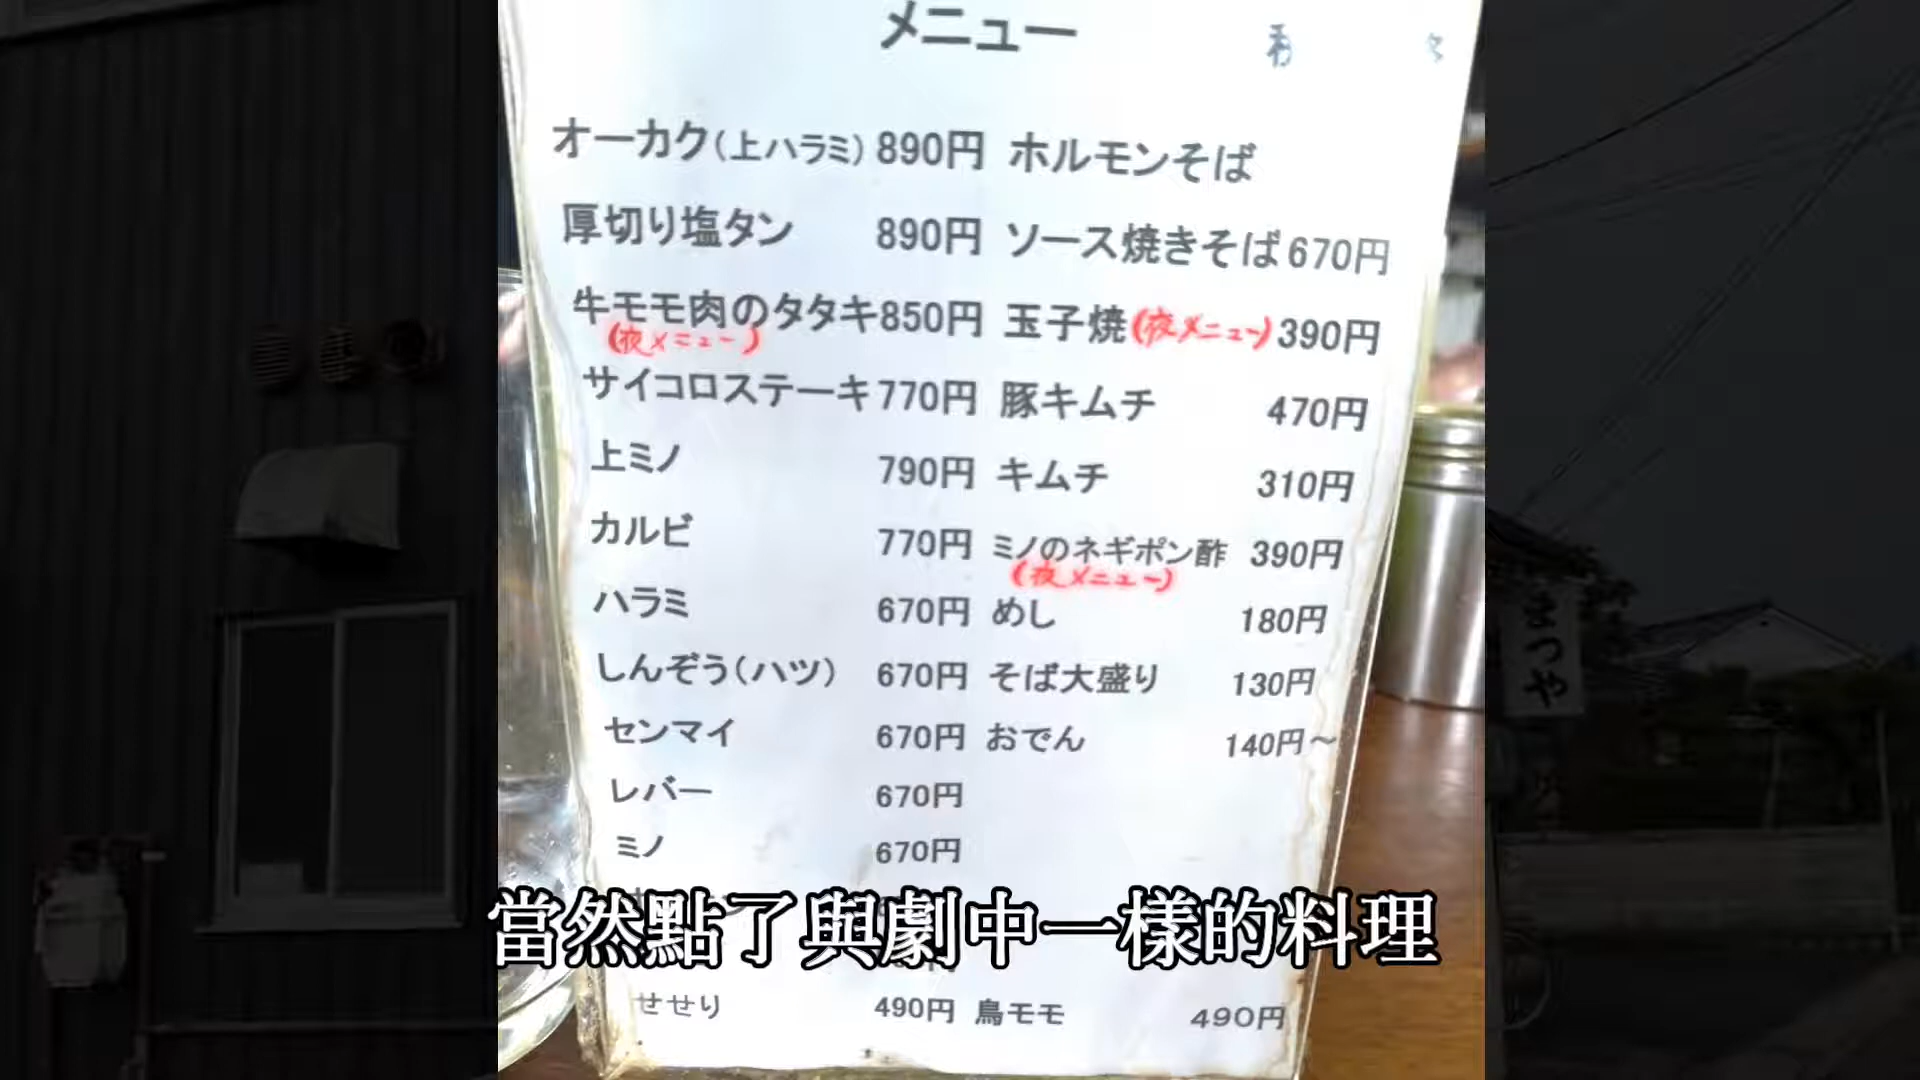 メニュー
オーカク(上ハラミ) 890円 ホルモンそば
厚切り塩タン 890円 ソース焼きそば 670円
牛モモ肉のタタキ 850円 玉子焼(夜メニュー) 390円
(夜メニュー)
サイコロステーキ 770円 豚キムチ 470円
上ミノ 790円 キムチ 310円
カルビ 770円 ミノのネギポン酢 390円
(夜メニュー)
ハラミ 670円 めし 180円
しんぞう(ハツ) 670円 そば大盛り 130円
センマイ 670円 おでん 140円~
レバー 670円
ミノ 670円
當然點了與劇中一樣的料理
せせり 490円 鳥モモ 490円
まつや